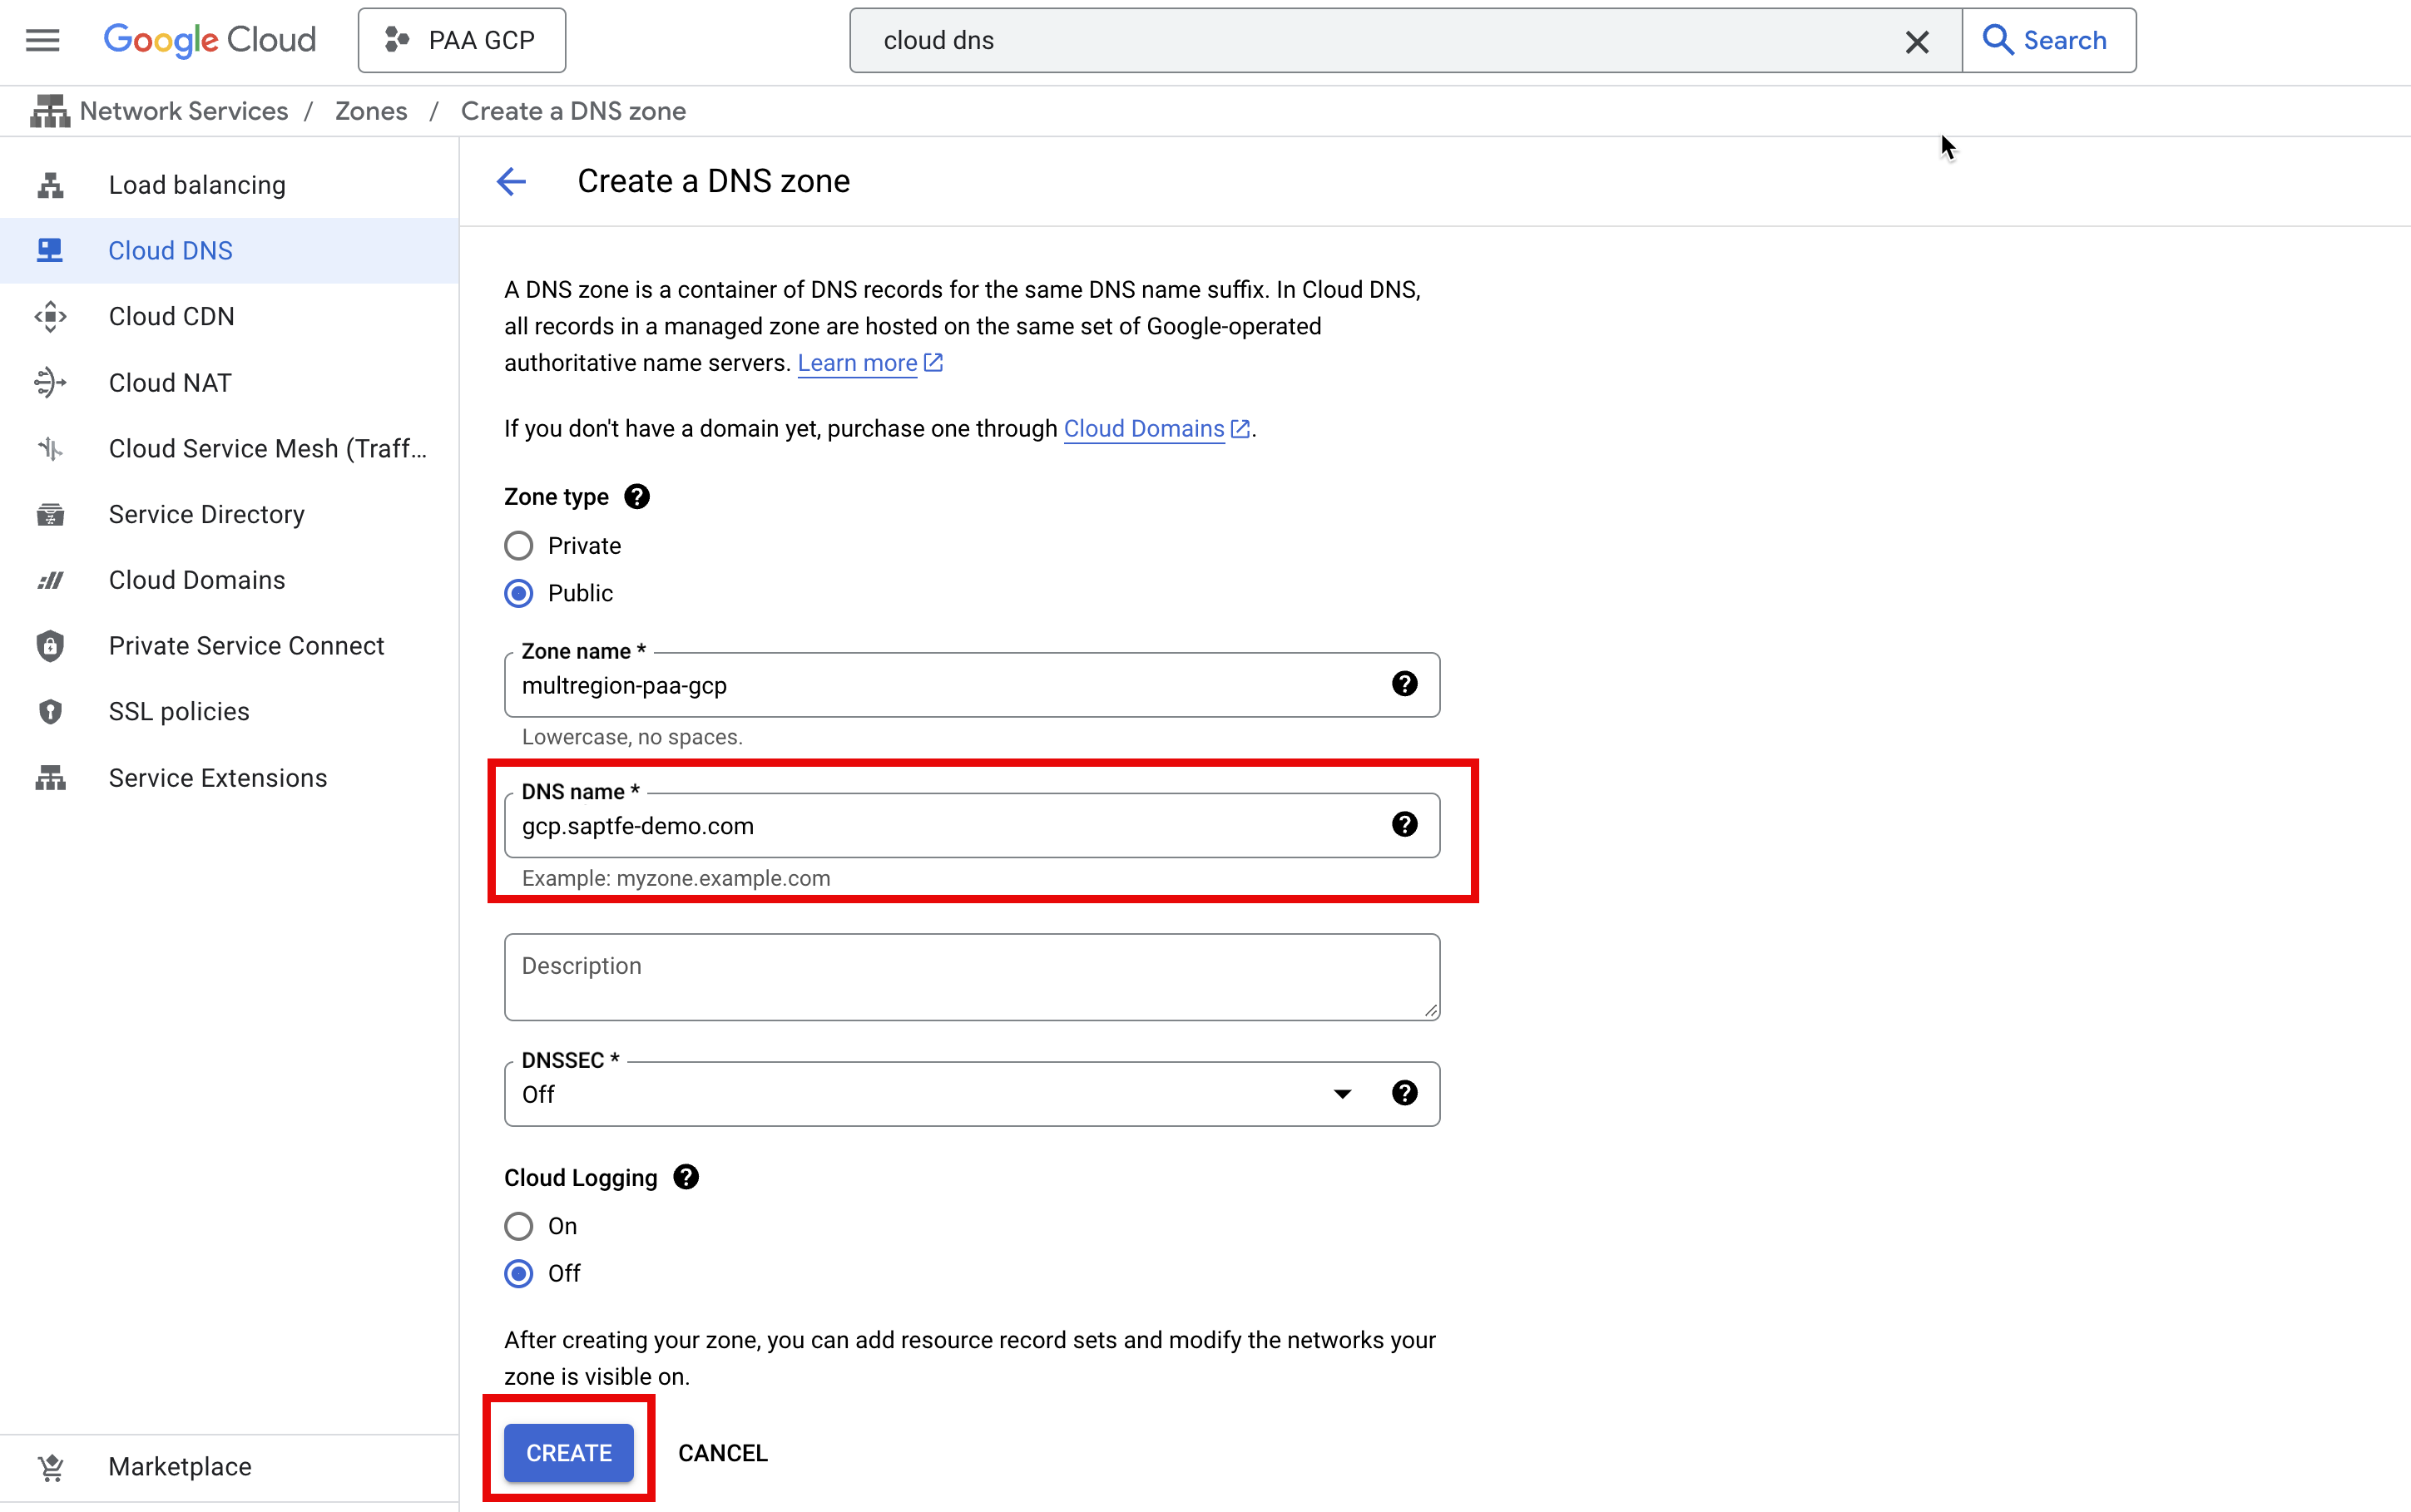 Google Cloud
PAA GCP
cloud dns
Search
Network Services / Zones / Create a DNS zone
Load balancing
Cloud DNS
Cloud CDN
Cloud NAT
Cloud Service Mesh (Traff...
Service Directory
Cloud Domains
Private Service Connect
SSL policies
Service Extensions
Marketplace
Create a DNS zone
A DNS zone is a container of DNS records for the same DNS name suffix. In Cloud DNS,
all records in a managed zone are hosted on the same set of Google-operated
authoritative name servers. Learn more
If you don't have a domain yet, purchase one through Cloud Domains.
Zone type
Private
Public
Zone name *
multregion-paa-gcp
Lowercase, no spaces.
DNS name *
gcp.saptfe-demo.com
Example: myzone.example.com
Description
DNSSEC *
Off
Cloud Logging
On
Off
After creating your zone, you can add resource record sets and modify the networks your
zone is visible on.
CREATE
CANCEL